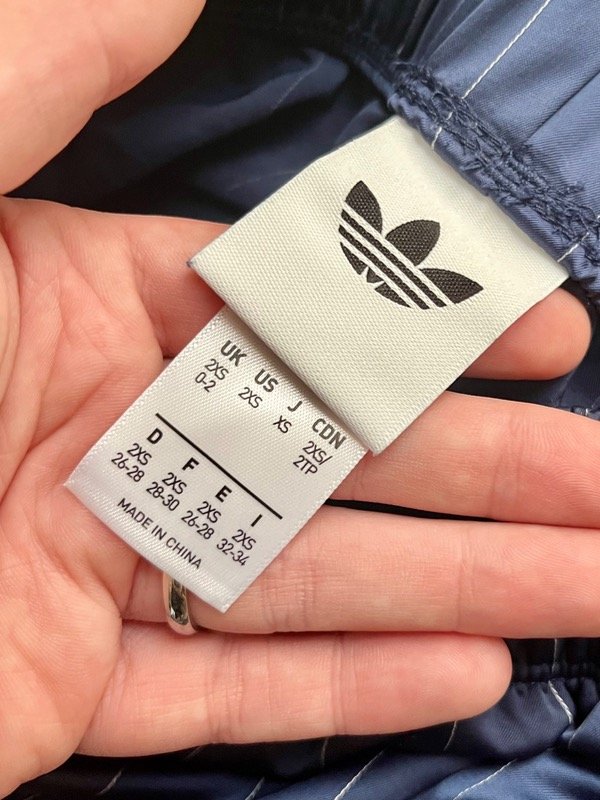 UK US J CDN
2XS 2XS XS 2XS/
0-2 2TP
D F E I
2XS 2XS 2XS 2XS
26-28 28-30 26-28 32-34
MADE IN CHINA